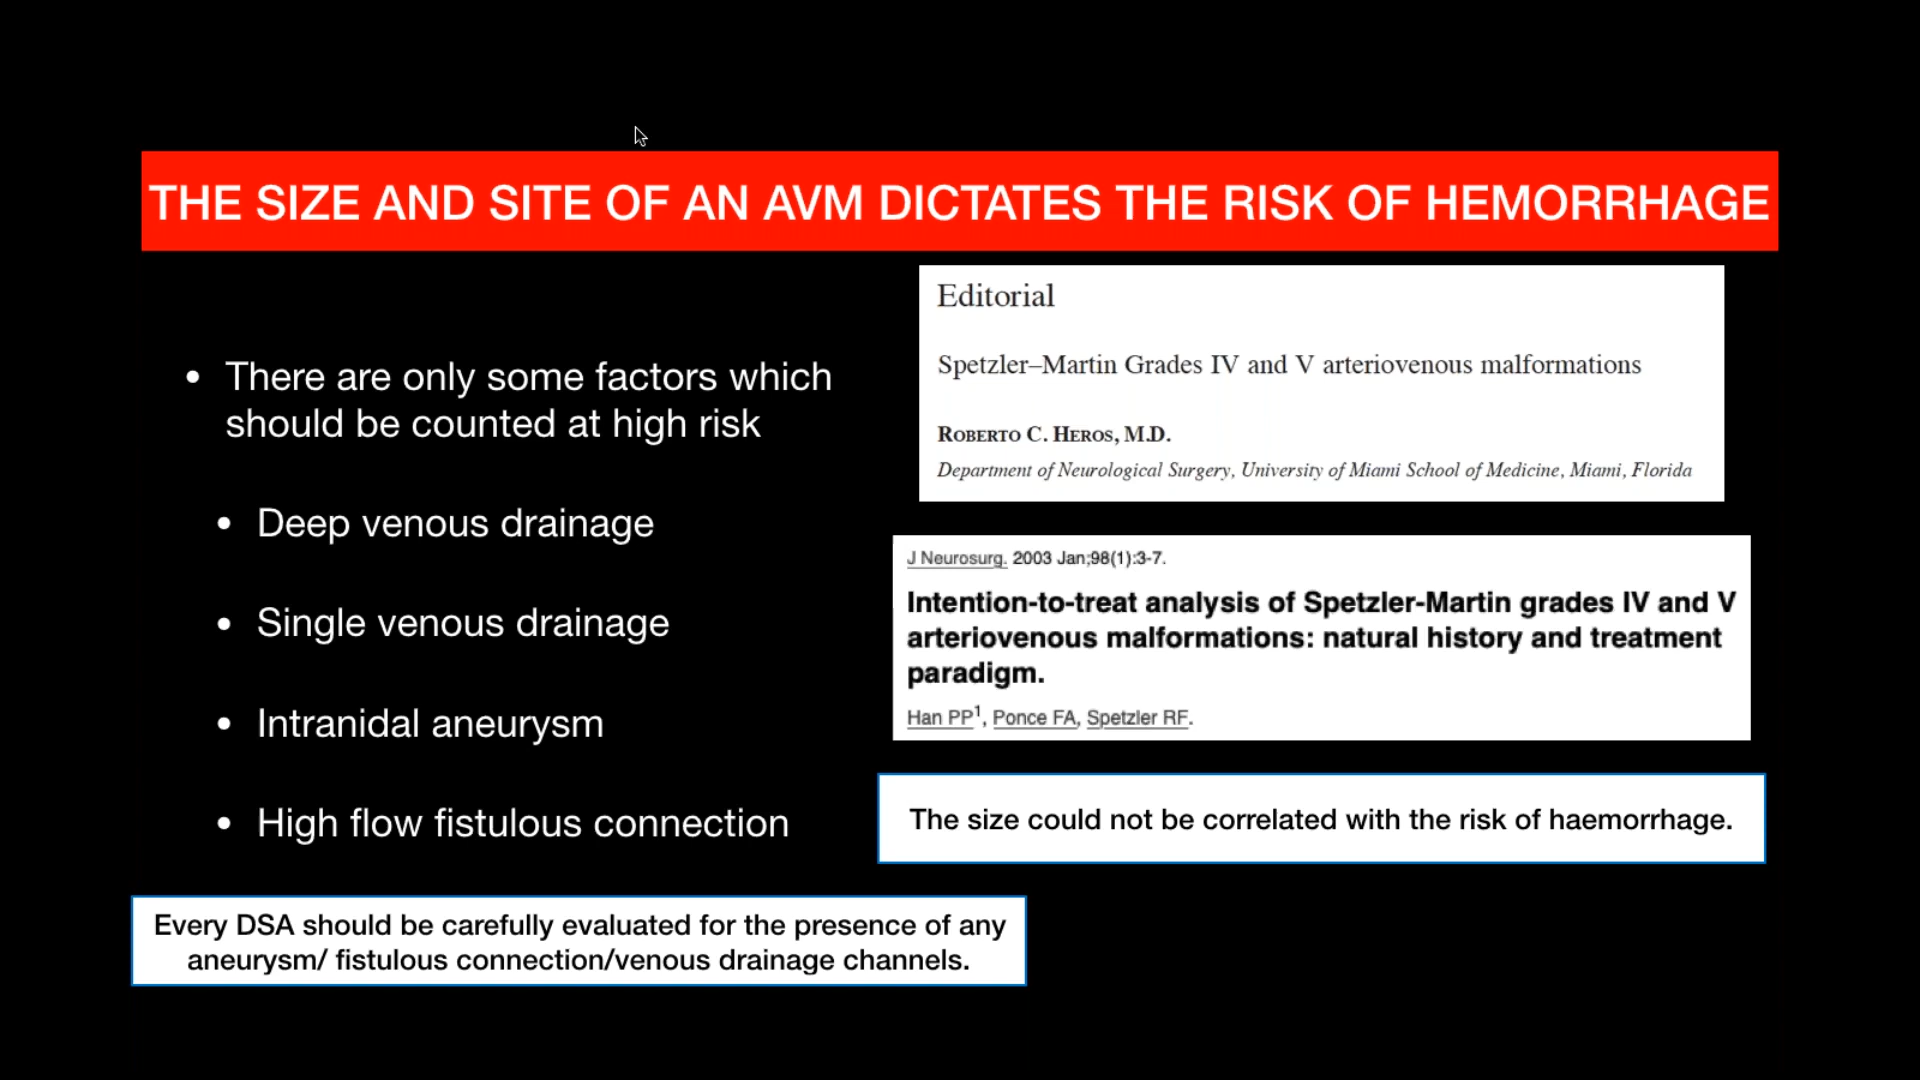 THE SIZE AND SITE OF AN AVM DICTATES THE RISK OF HEMORRHAGE
• There are only some factors which
should be counted at high risk
• Deep venous drainage
• Single venous drainage
• Intranidal aneurysm
• High flow fistulous connection
Every DSA should be carefully evaluated for the presence of any
aneurysm/ fistulous connection/venous drainage channels.
Editorial
Spetzler–Martin Grades IV and V arteriovenous malformations
ROBERTO C. HEROS, M.D.
Department of Neurological Surgery, University of Miami School of Medicine, Miami, Florida
J Neurosurg. 2003 Jan;98(1):3-7.
Intention-to-treat analysis of Spetzler-Martin grades IV and V
arteriovenous malformations: natural history and treatment
paradigm.
Han PP1, Ponce FA, Spetzler RF.
The size could not be correlated with the risk of haemorrhage.